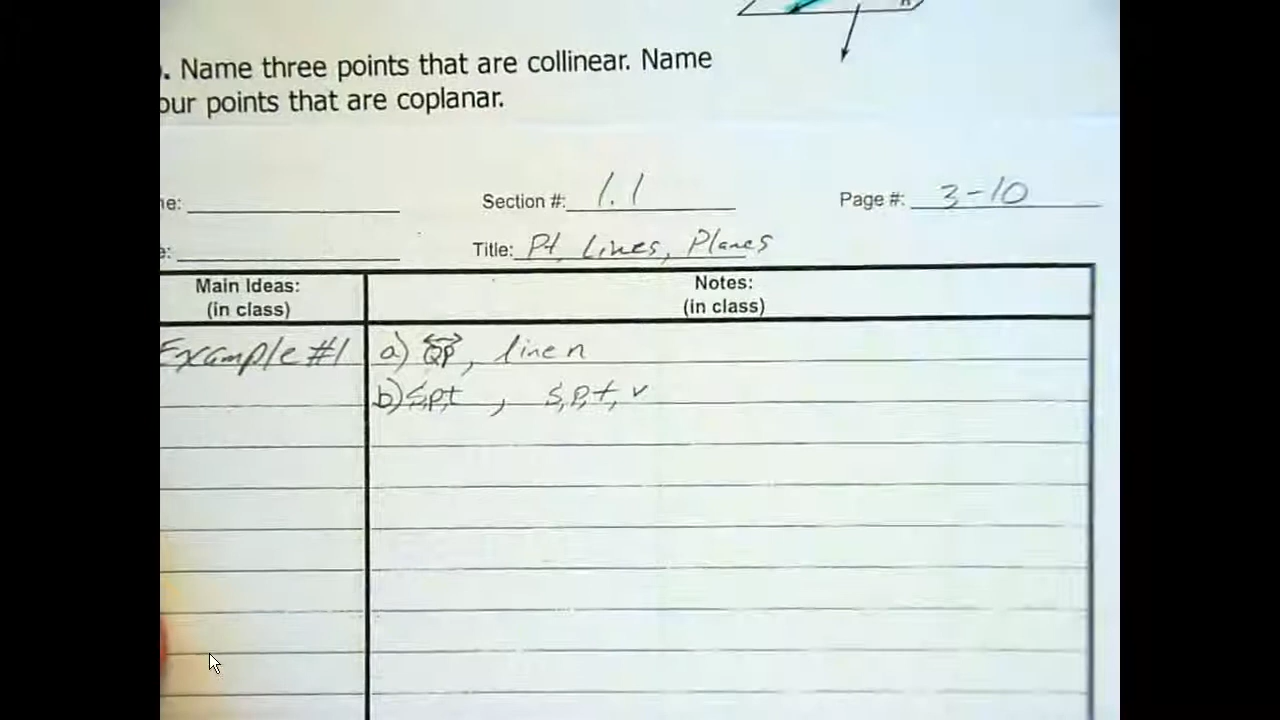 . Name three points that are collinear. Name
our points that are coplanar.
e: Section #: 1.1 Page #: 3-10
: Title: Pt, Lines, Planes
Main Ideas: Notes:
(in class) (in class)
Example #1 a) QP, line n
b) S,P,t , S,P,t, v